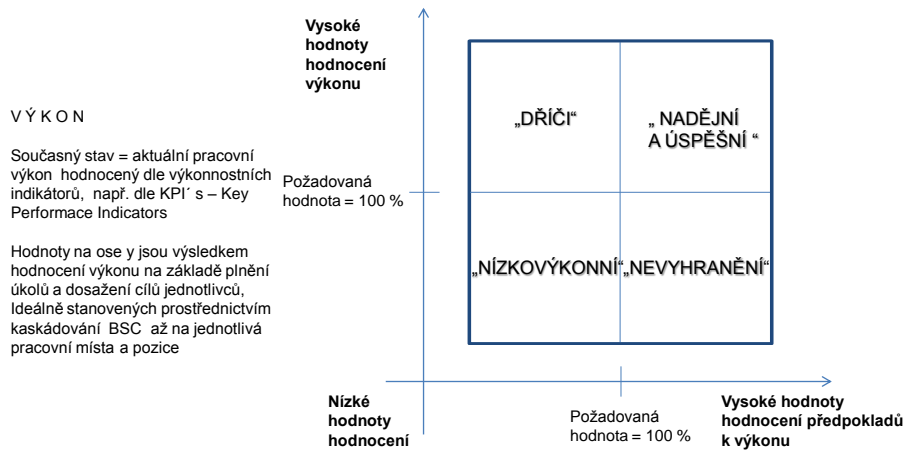 Vysoké
hodnoty
hodnocení
výkonu
V Ý K O N
Současný stav = aktuální pracovní
výkon hodnocený dle výkonnostních
indikátorů, např. dle KPI´ s – Key
Performace Indicators
Hodnoty na ose y jsou výsledkem
hodnocení výkonu na základě plnění
úkolů a dosažení cílů jednotlivců,
Ideálně stanovených prostřednictvím
kaskádování BSC až na jednotlivá
pracovní místa a pozice
Požadovaná
hodnota = 100 %
„DŘÍČI“
„ NADĚJNÍ
A ÚSPĚŠNÍ “
„NÍZKOVÝKONNÍ“
„NEVYHRANĚNÍ“
Nízké
hodnoty
hodnocení
Požadovaná
hodnota = 100 %
Vysoké hodnoty
hodnocení předpokladů
k výkonu